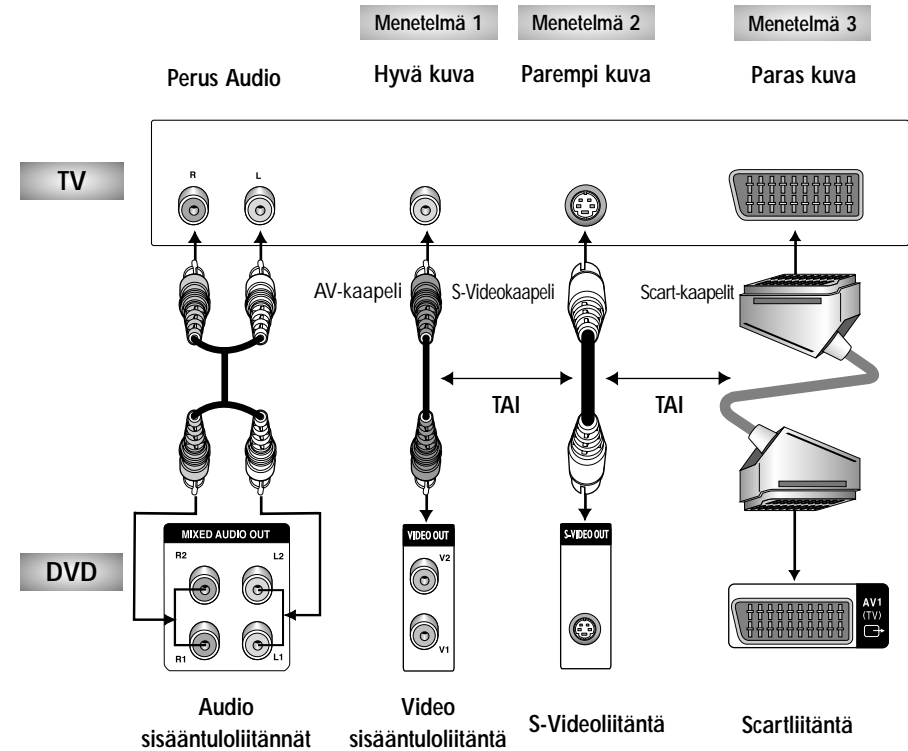 Menetelmä 1
Menetelmä 2
Menetelmä 3
Perus Audio
Hyvä kuva
Parempi kuva
Paras kuva
TV
R
L
AV-kaapeli
S-Videokaapeli
Scart-kaapelit
TAI
TAI
DVD
MIXED AUDIO OUT
R2
L2
R1
L1
VIDEO OUT
V2
V1
S-VIDEO OUT
AV1
(TV)
Audio
sisääntuloliitännät
Video
sisääntuloliitäntä
S-Videoliitäntä
Scartliitäntä